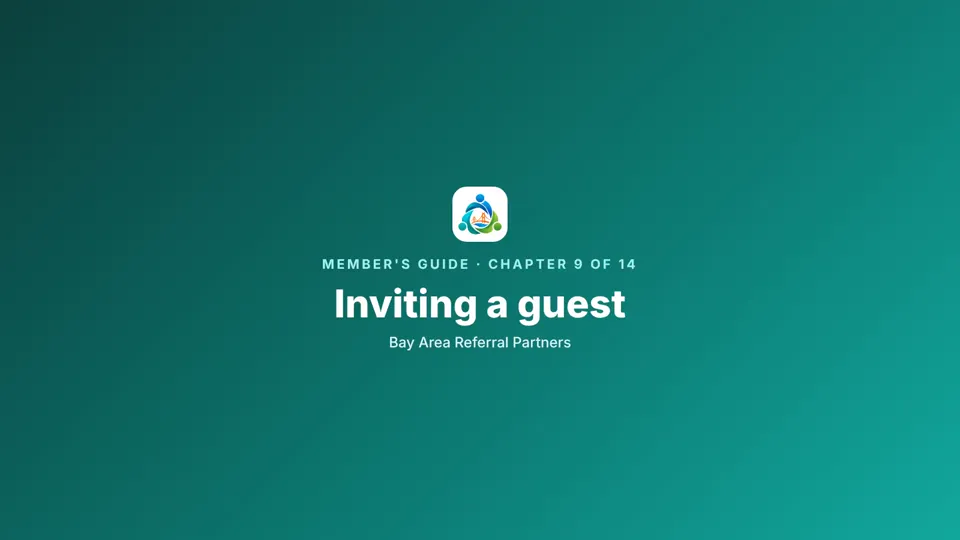 MEMBER'S GUIDE · CHAPTER 9 OF 14
Inviting a guest
Bay Area Referral Partners